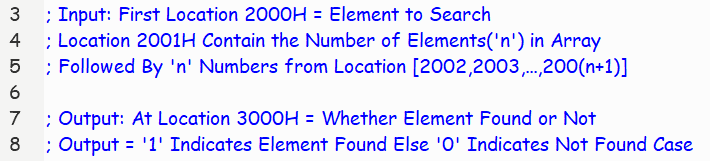 3 ; Input: First Location 2000H = Element to Search
4 ; Location 2001H Contain the Number of Elements('n') in Array
5 ; Followed By 'n' Numbers from Location [2002,2003,...,200(n+1)]
6
7 ; Output: At Location 3000H = Whether Element Found or Not
8 ; Output = '1' Indicates Element Found Else '0' Indicates Not Found Case